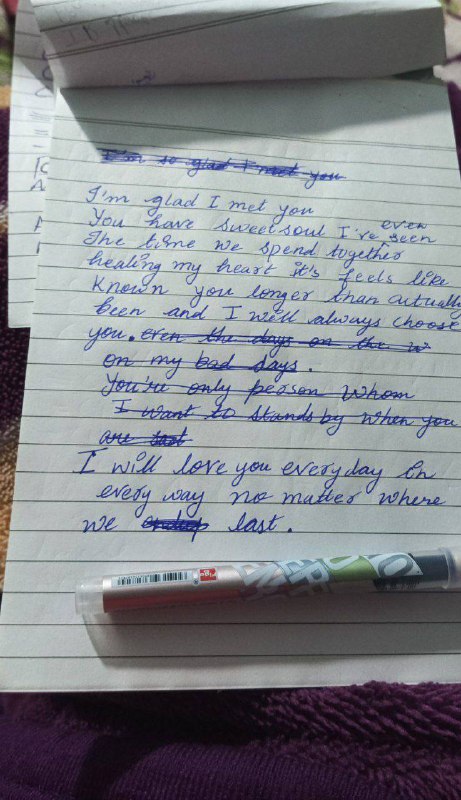 I'm so glad I met you
I'm glad I met you
You have sweet soul I've even seen
The time we spend together
healing my heart it's feels like
Known you longer than actually
been and I will always choose
you. even the days on the
on my bad days.
You're only person whom
I want to stands by when you
are sad
I will love you everyday in
every way no matter where
we last.